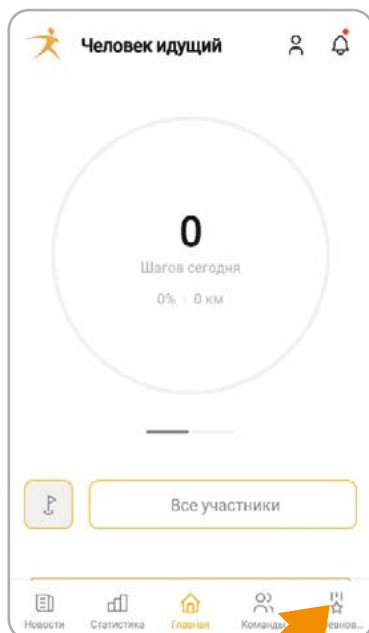 Человек идущий
0
Шагов сегодня
0% | 0 км
Все участники
Новости Статистика Главная Команды